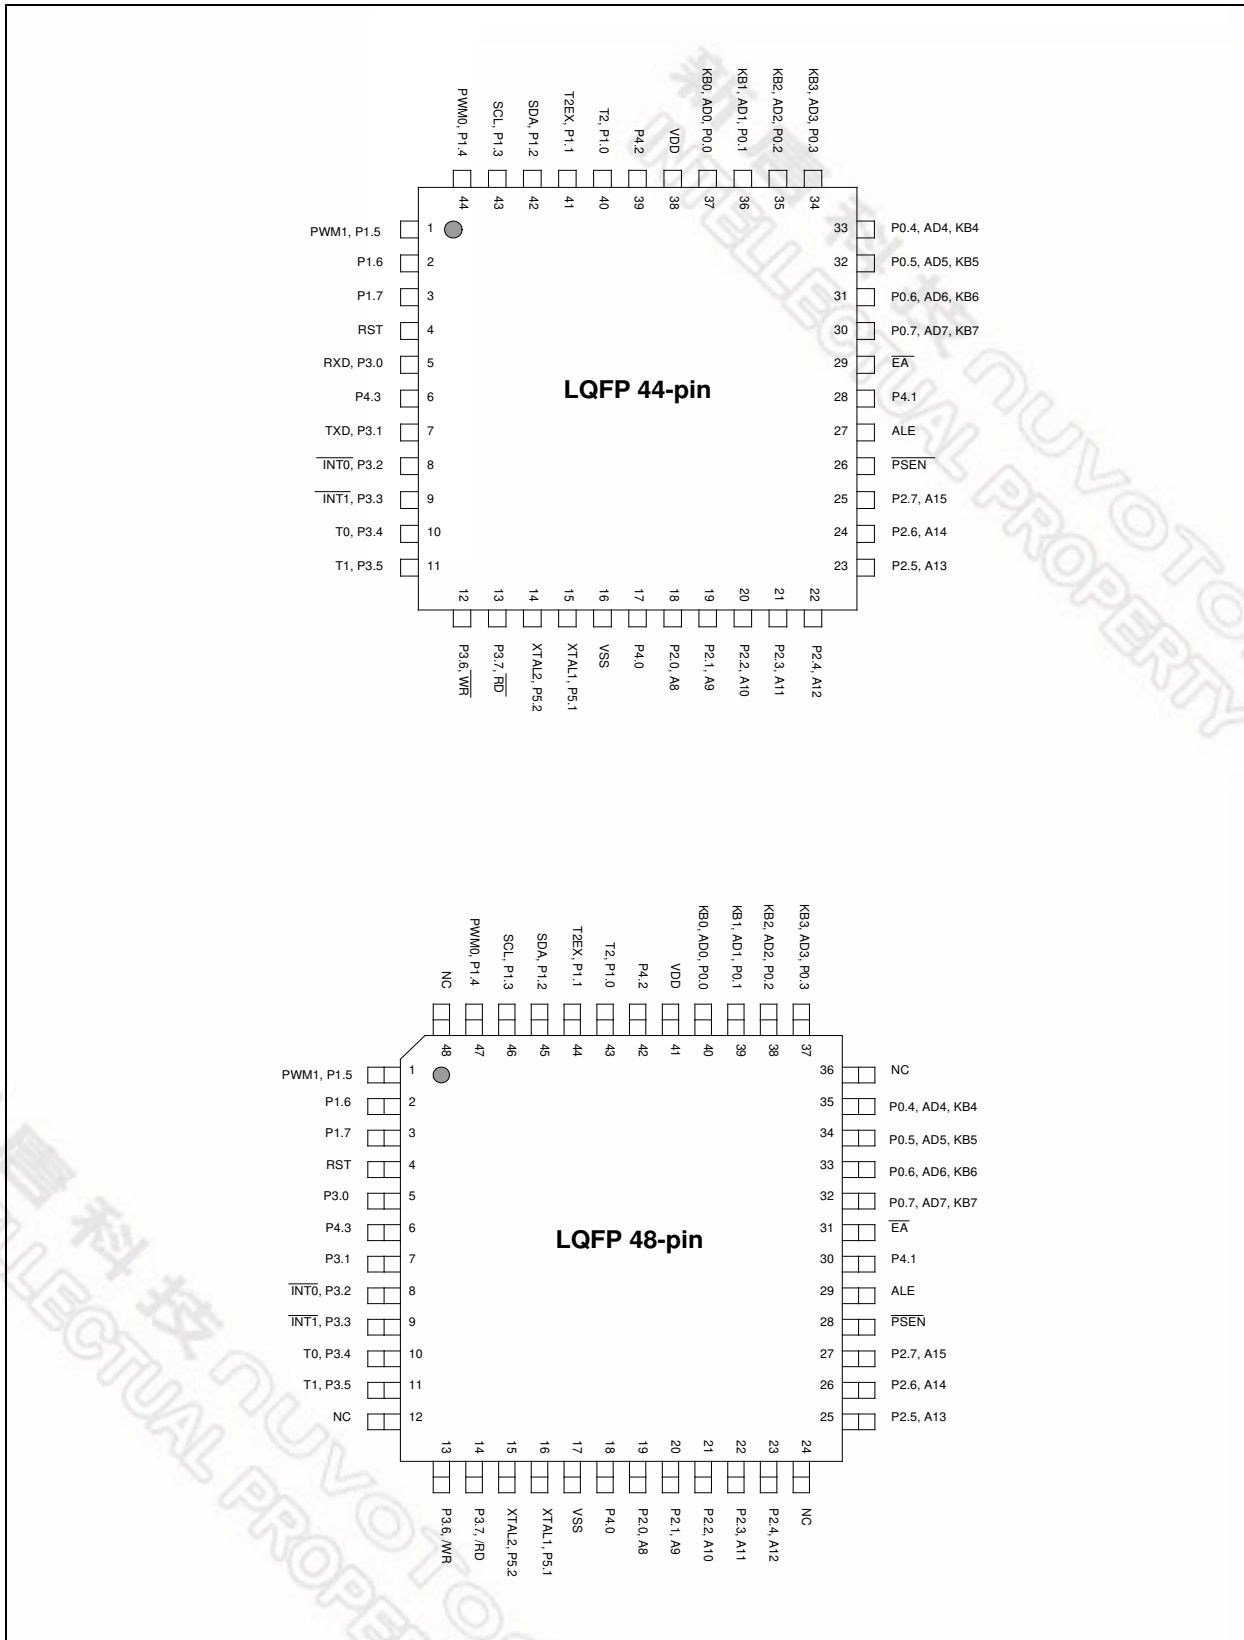 KB3, AD3, P0.3
KB2, AD2, P0.2
KB1, AD1, P0.1
KB0, AD0, P0.0
VDD
P4.2
T2, P1.0
T2EX, P1.1
SDA, P1.2
SCL, P1.3
PWM0, P1.4
44 43 42 41 40 39 38 37 36 35 34
PWM1, P1.5 1 33 P0.4, AD4, KB4
P1.6 2 32 P0.5, AD5, KB5
P1.7 3 31 P0.6, AD6, KB6
RST 4 30 P0.7, AD7, KB7
RXD, P3.0 5 29 E̅A̅
P4.3 6 28 P4.1
TXD, P3.1 7 27 ALE
I̅N̅T̅0̅, P3.2 8 26 P̅S̅E̅N̅
I̅N̅T̅1̅, P3.3 9 25 P2.7, A15
T0, P3.4 10 24 P2.6, A14
T1, P3.5 11 23 P2.5, A13
LQFP 44-pin
12 13 14 15 16 17 18 19 20 21 22
P2.4, A12
P2.3, A11
P2.2, A10
P2.1, A9
P2.0, A8
P4.0
VSS
XTAL1, P5.1
XTAL2, P5.2
P3.7, R̅D̅
P3.6, W̅R̅
KB3, AD3, P0.3
KB2, AD2, P0.2
KB1, AD1, P0.1
KB0, AD0, P0.0
VDD
P4.2
T2, P1.0
T2EX, P1.1
SDA, P1.2
SCL, P1.3
PWM0, P1.4
NC
48 47 46 45 44 43 42 41 40 39 38 37
PWM1, P1.5 1 36 NC
P1.6 2 35 P0.4, AD4, KB4
P1.7 3 34 P0.5, AD5, KB5
RST 4 33 P0.6, AD6, KB6
P3.0 5 32 P0.7, AD7, KB7
P4.3 6 31 E̅A̅
P3.1 7 30 P4.1
I̅N̅T̅0̅, P3.2 8 29 ALE
I̅N̅T̅1̅, P3.3 9 28 P̅S̅E̅N̅
T0, P3.4 10 27 P2.7, A15
T1, P3.5 11 26 P2.6, A14
NC 12 25 P2.5, A13
LQFP 48-pin
13 14 15 16 17 18 19 20 21 22 23 24
NC
P2.4, A12
P2.3, A11
P2.2, A10
P2.1, A9
P2.0, A8
P4.0
VSS
XTAL1, P5.1
XTAL2, P5.2
P3.7, /RD
P3.6, /WR
新唐科技 nuvoTo
INTELLECTUAL PROPERTY
唐科技 nuvoTo
LLECTUAL PROPERTY